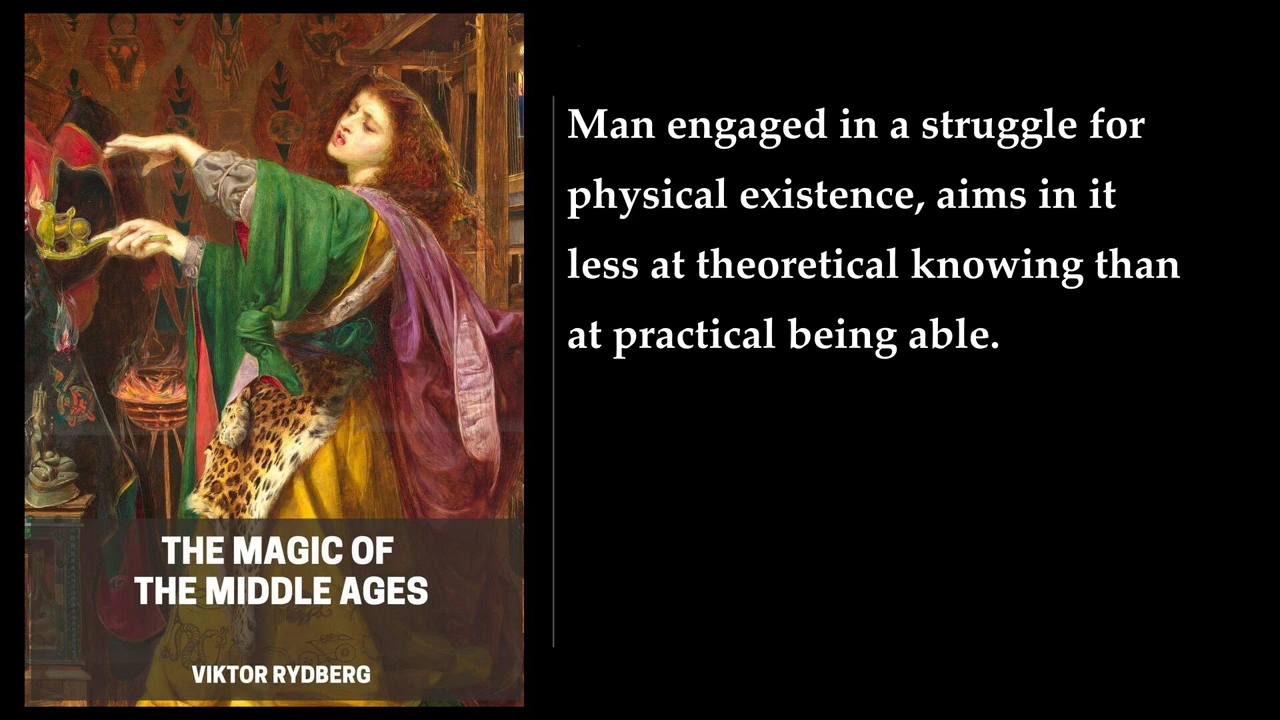 THE MAGIC OF
THE MIDDLE AGES
VIKTOR RYDBERG
Man engaged in a struggle for
physical existence, aims in it
less at theoretical knowing than
at practical being able.